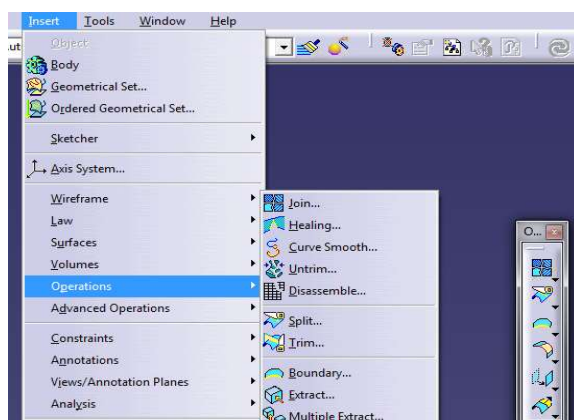 Insert Tools Window Help
Object
Body
Geometrical Set...
Ordered Geometrical Set...
Sketcher
Axis System...
Wireframe
Law
Surfaces
Volumes
Operations
Advanced Operations
Constraints
Annotations
Views/Annotation Planes
Analysis
Join...
Healing...
Curve Smooth...
Untrim...
Disassemble...
Split...
Trim...
Boundary...
Extract...
Multiple Extract...
O...